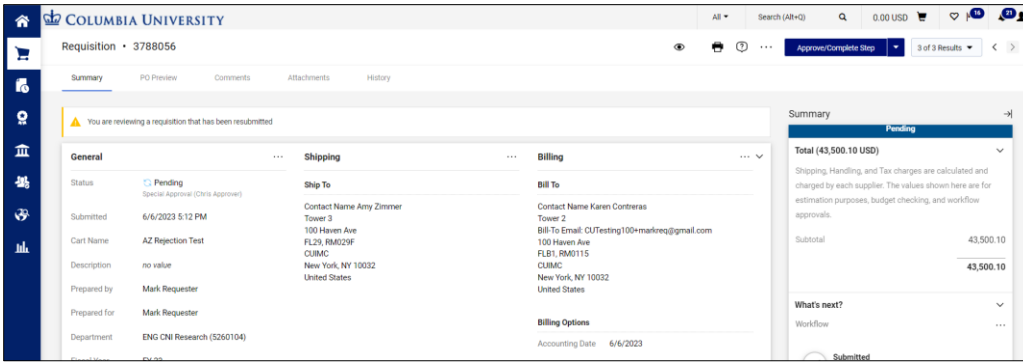 COLUMBIA UNIVERSITY
All
Search (Alt+Q)
0.00 USD
16
21
Requisition • 3788056
Approve/Complete Step
3 of 3 Results
Summary
PO Preview
Comments
Attachments
History
You are reviewing a requisition that has been resubmitted
General
Status
Pending
Special Approval (Chris Approver)
Submitted
6/6/2023 5:12 PM
Cart Name
AZ Rejection Test
Description
no value
Prepared by
Mark Requester
Prepared for
Mark Requester
Department
ENG CNI Research (5260104)
Shipping
Ship To
Contact Name Amy Zimmer
Tower 3
100 Haven Ave
FL29, RM029F
CUIMC
New York, NY 10032
United States
Billing
Bill To
Contact Name Karen Contreras
Tower 2
Bill-To Email: CUTesting100+markreq@gmail.com
100 Haven Ave
FLB1, RM0115
CUIMC
New York, NY 10032
United States
Billing Options
Accounting Date 6/6/2023
Summary
Pending
Total (43,500.10 USD)
Shipping, Handling, and Tax charges are calculated and
charged by each supplier. The values shown here are for
estimation purposes, budget checking, and workflow
approvals.
Subtotal
43,500.10
43,500.10
What's next?
Workflow
Submitted